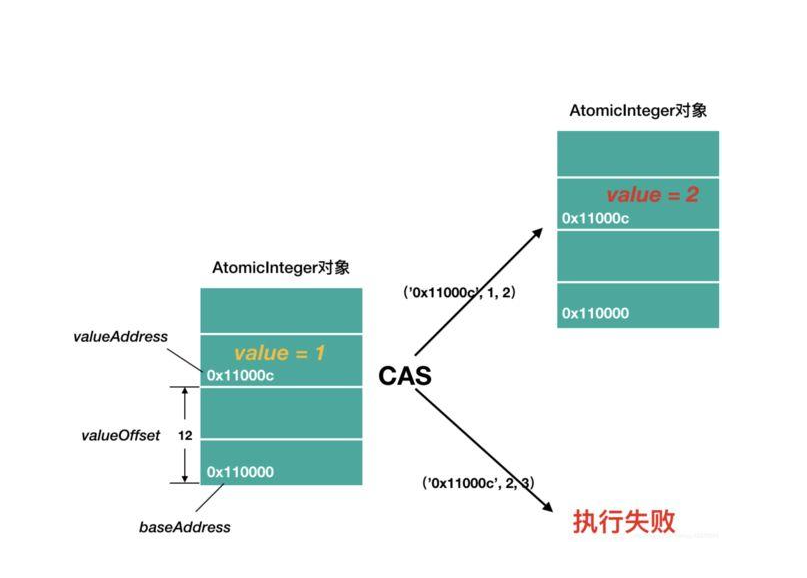 AtomicInteger对象
value = 2
0x11000c
0x110000
('0x11000c', 1, 2)
AtomicInteger对象
valueAddress
value = 1
0x11000c
CAS
valueOffset
12
0x110000
baseAddress
('0x11000c', 2, 3)
执行失败